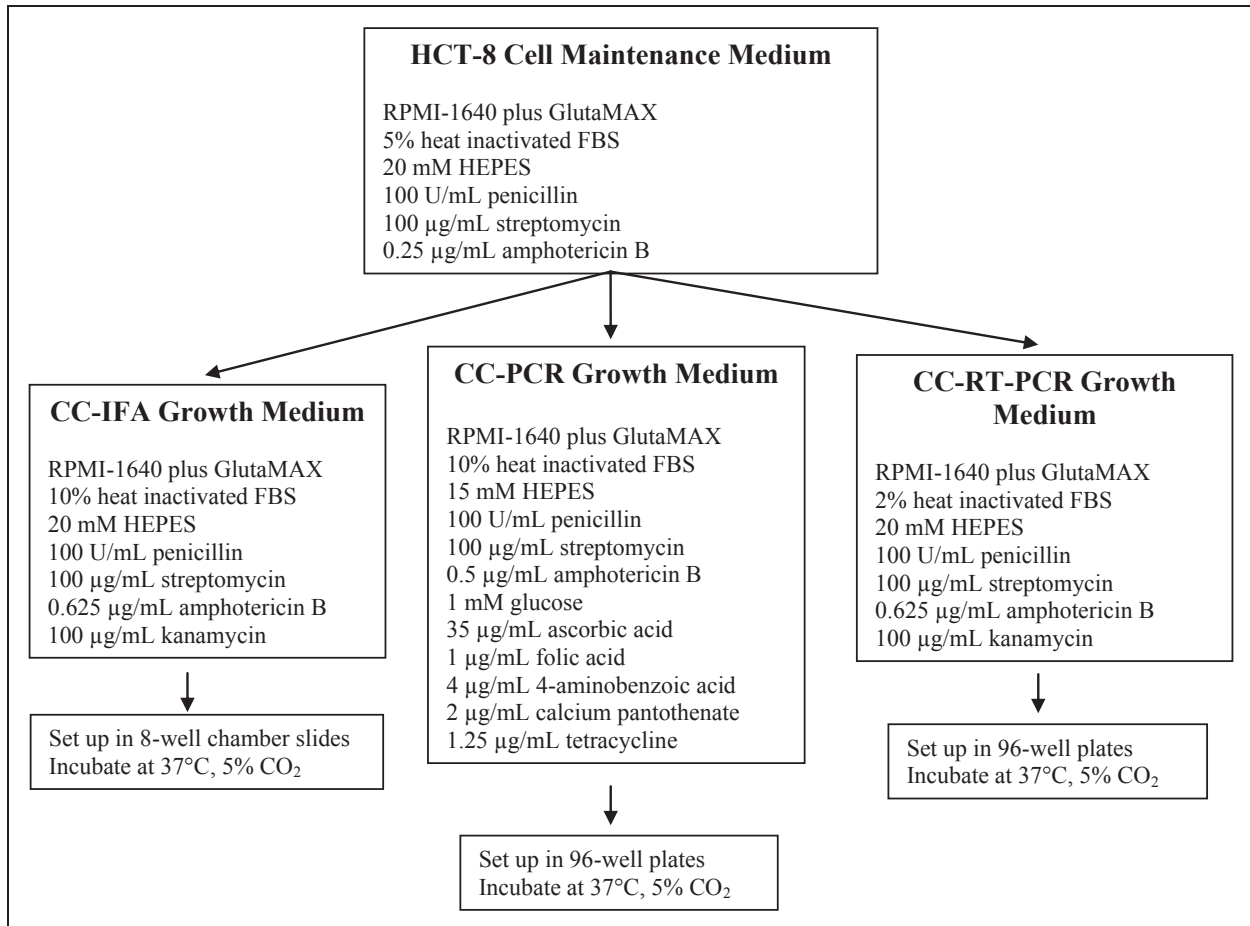 HCT-8 Cell Maintenance Medium
RPMI-1640 plus GlutaMAX
5% heat inactivated FBS
20 mM HEPES
100 U/mL penicillin
100 µg/mL streptomycin
0.25 µg/mL amphotericin B
CC-IFA Growth Medium
RPMI-1640 plus GlutaMAX
10% heat inactivated FBS
20 mM HEPES
100 U/mL penicillin
100 µg/mL streptomycin
0.625 µg/mL amphotericin B
100 µg/mL kanamycin
Set up in 8-well chamber slides
Incubate at 37°C, 5% CO₂
CC-PCR Growth Medium
RPMI-1640 plus GlutaMAX
10% heat inactivated FBS
15 mM HEPES
100 U/mL penicillin
100 µg/mL streptomycin
0.5 µg/mL amphotericin B
1 mM glucose
35 µg/mL ascorbic acid
1 µg/mL folic acid
4 µg/mL 4-aminobenzoic acid
2 µg/mL calcium pantothenate
1.25 µg/mL tetracycline
Set up in 96-well plates
Incubate at 37°C, 5% CO₂
CC-RT-PCR Growth
Medium
RPMI-1640 plus GlutaMAX
2% heat inactivated FBS
20 mM HEPES
100 U/mL penicillin
100 µg/mL streptomycin
0.625 µg/mL amphotericin B
100 µg/mL kanamycin
Set up in 96-well plates
Incubate at 37°C, 5% CO₂